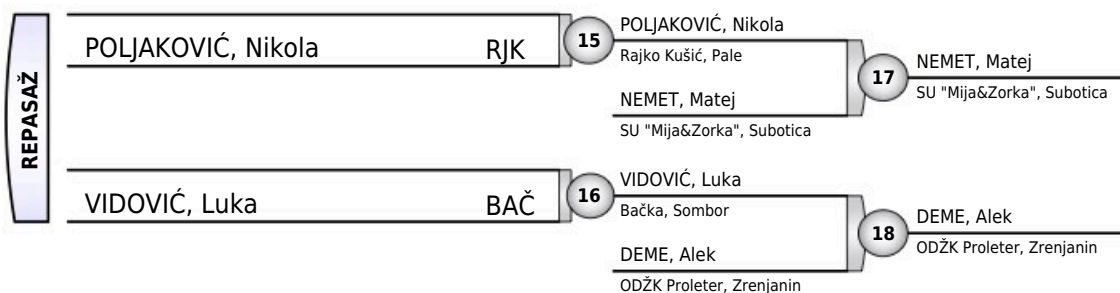 REPASAŽ
POLJAKOVIĆ, Nikola RJK
15
POLJAKOVIĆ, Nikola
Rajko Kušić, Pale
NEMET, Matej
SU "Mija&Zorka", Subotica
17
NEMET, Matej
SU "Mija&Zorka", Subotica
VIDOVIĆ, Luka BAČ
16
VIDOVIĆ, Luka
Bačka, Sombor
DEME, Alek
ODŽK Proleter, Zrenjanin
18
DEME, Alek
ODŽK Proleter, Zrenjanin